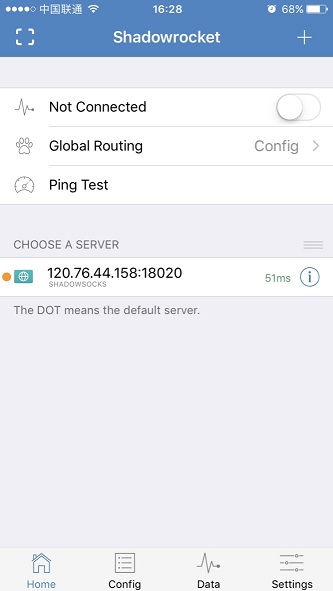 中国联通 16:28 68%
Shadowrocket
Not Connected
Global Routing Config
Ping Test
CHOOSE A SERVER
120.76.44.158:18020
SHADOWSOCKS
51ms
The DOT means the default server.
Home Config Data Settings